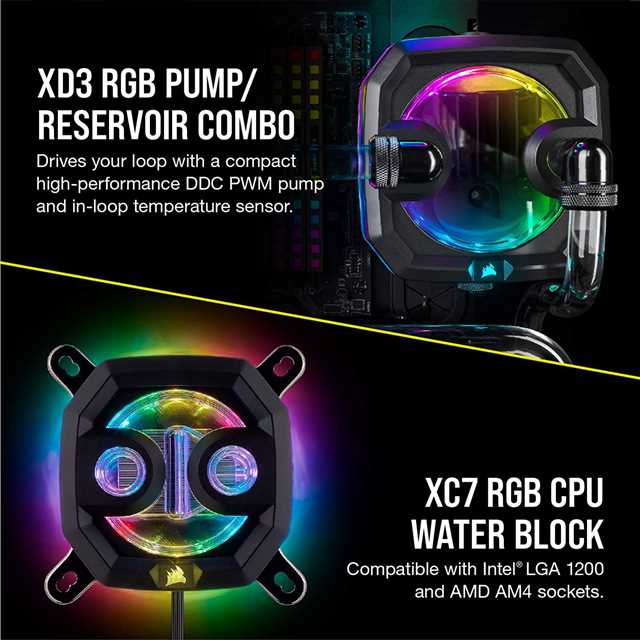 XD3 RGB PUMP/
RESERVOIR COMBO
Drives your loop with a compact
high-performance DDC PWM pump
and in-loop temperature sensor.
XC7 RGB CPU
WATER BLOCK
Compatible with Intel® LGA 1200
and AMD AM4 sockets.